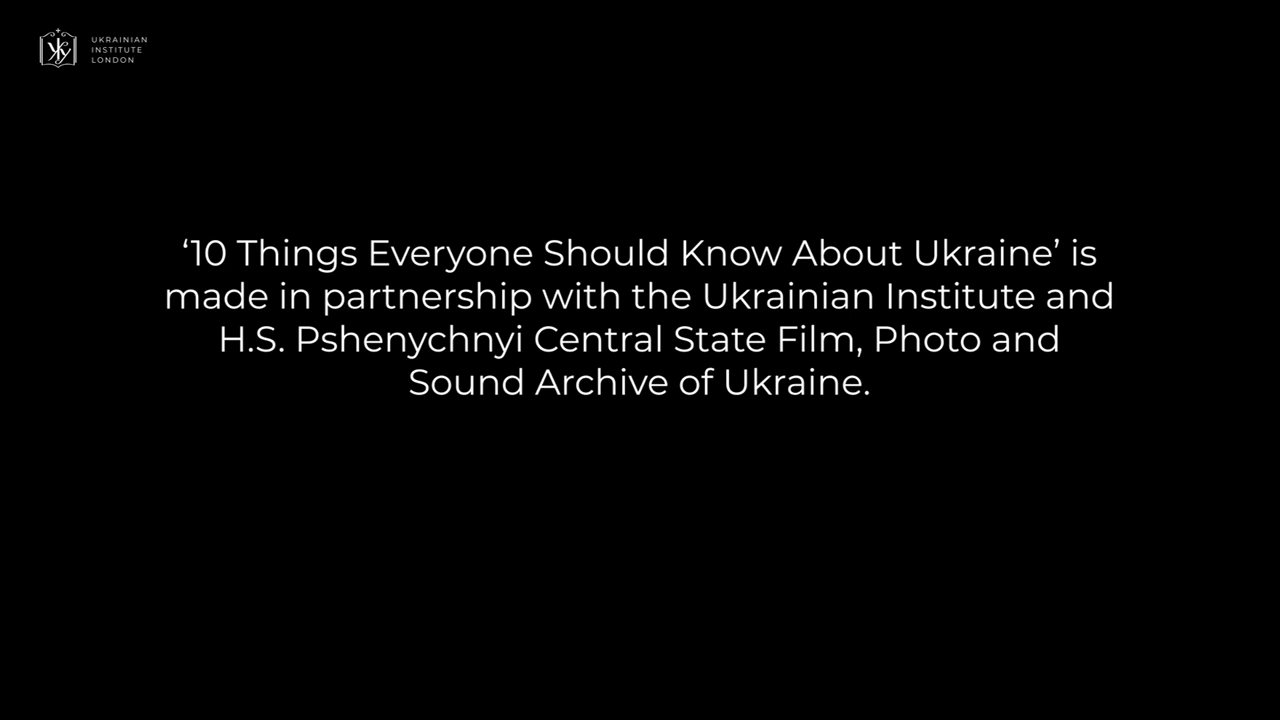 UKRAINIAN
INSTITUTE
LONDON
‘10 Things Everyone Should Know About Ukraine’ is
made in partnership with the Ukrainian Institute and
H.S. Pshenychnyi Central State Film, Photo and
Sound Archive of Ukraine.